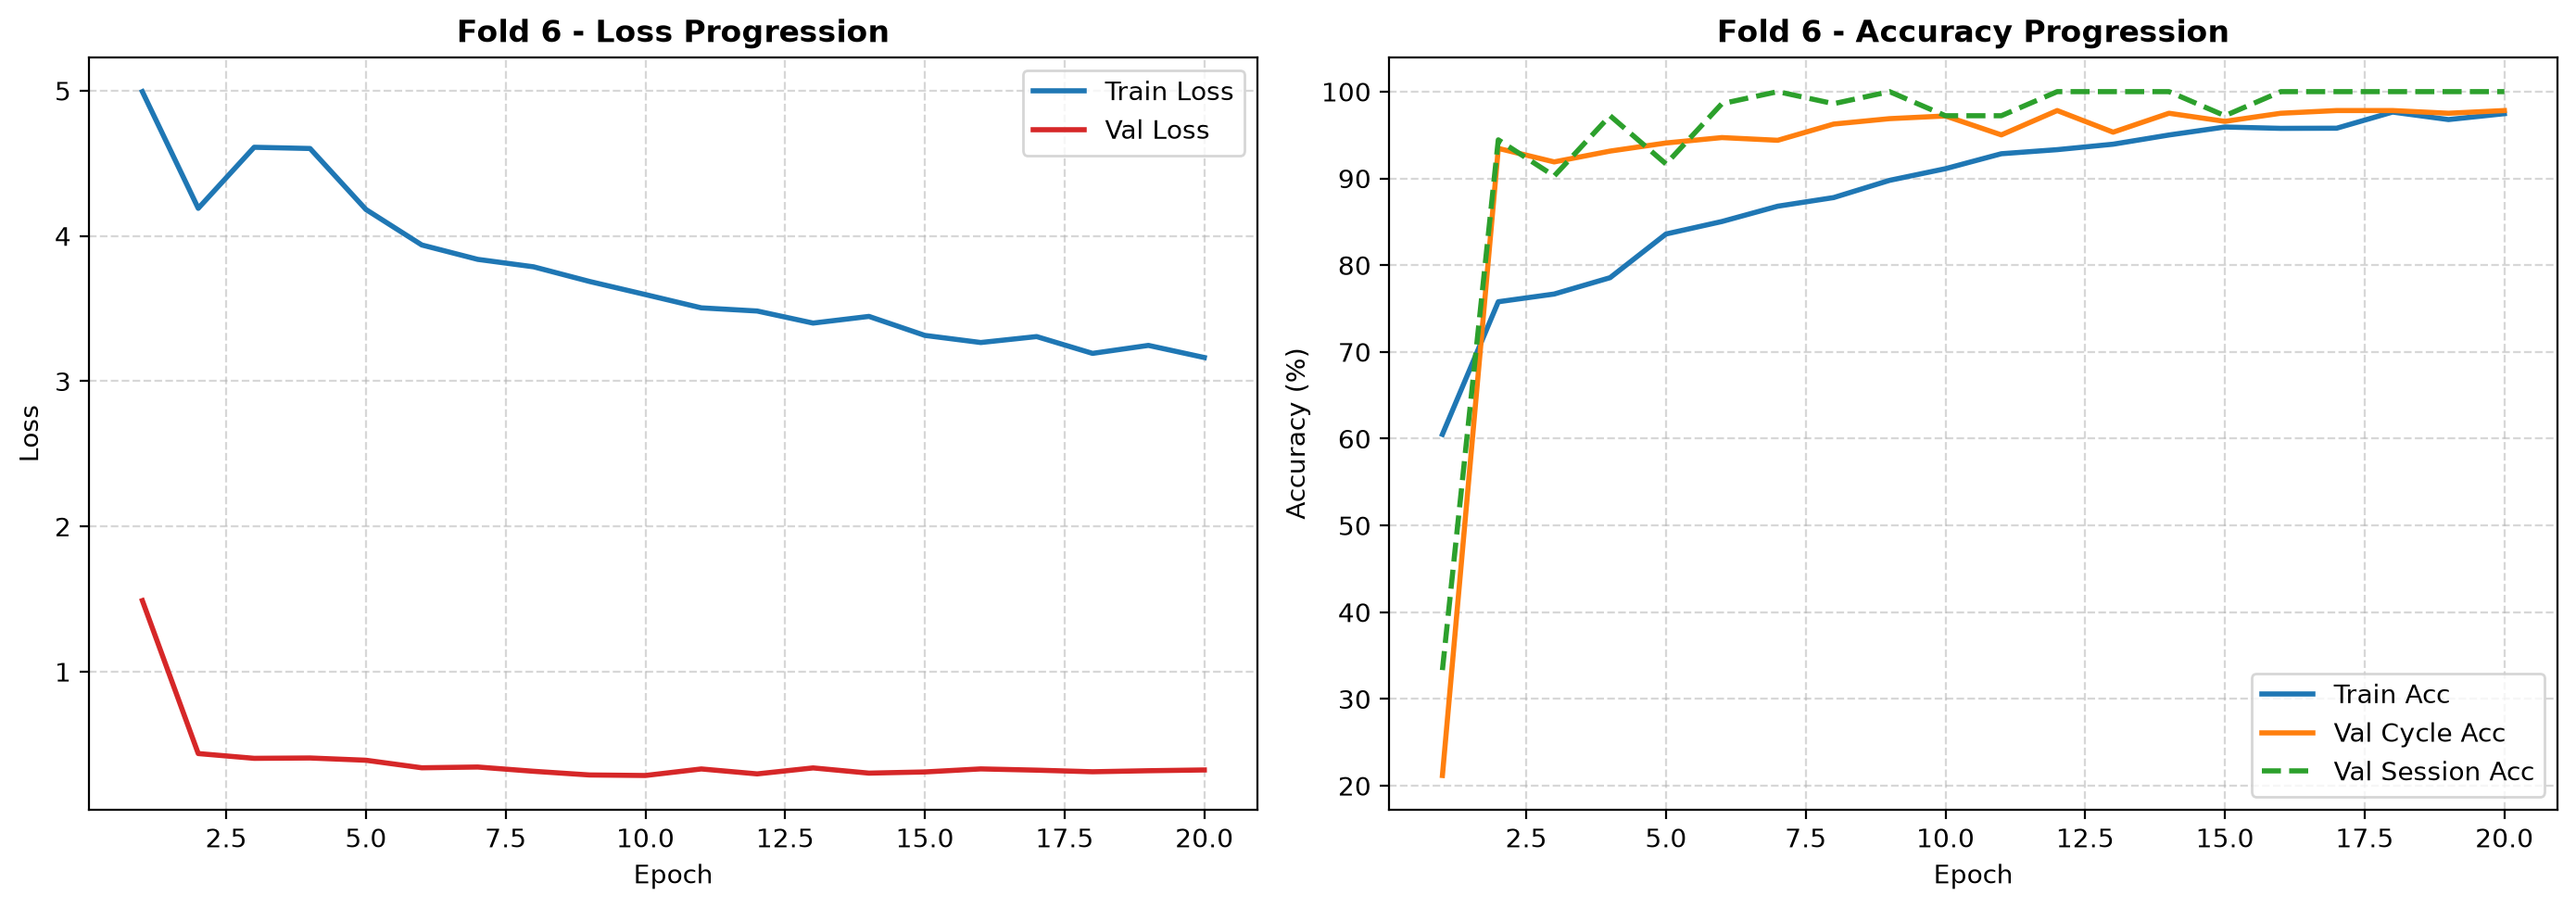 Fold 6 - Loss Progression
5
4
3
2
1
Loss
2.5 5.0 7.5 10.0 12.5 15.0 17.5 20.0
Epoch
Train Loss
Val Loss
Fold 6 - Accuracy Progression
100
90
80
70
60
50
40
30
20
Accuracy (%)
2.5 5.0 7.5 10.0 12.5 15.0 17.5 20.0
Epoch
Train Acc
Val Cycle Acc
Val Session Acc